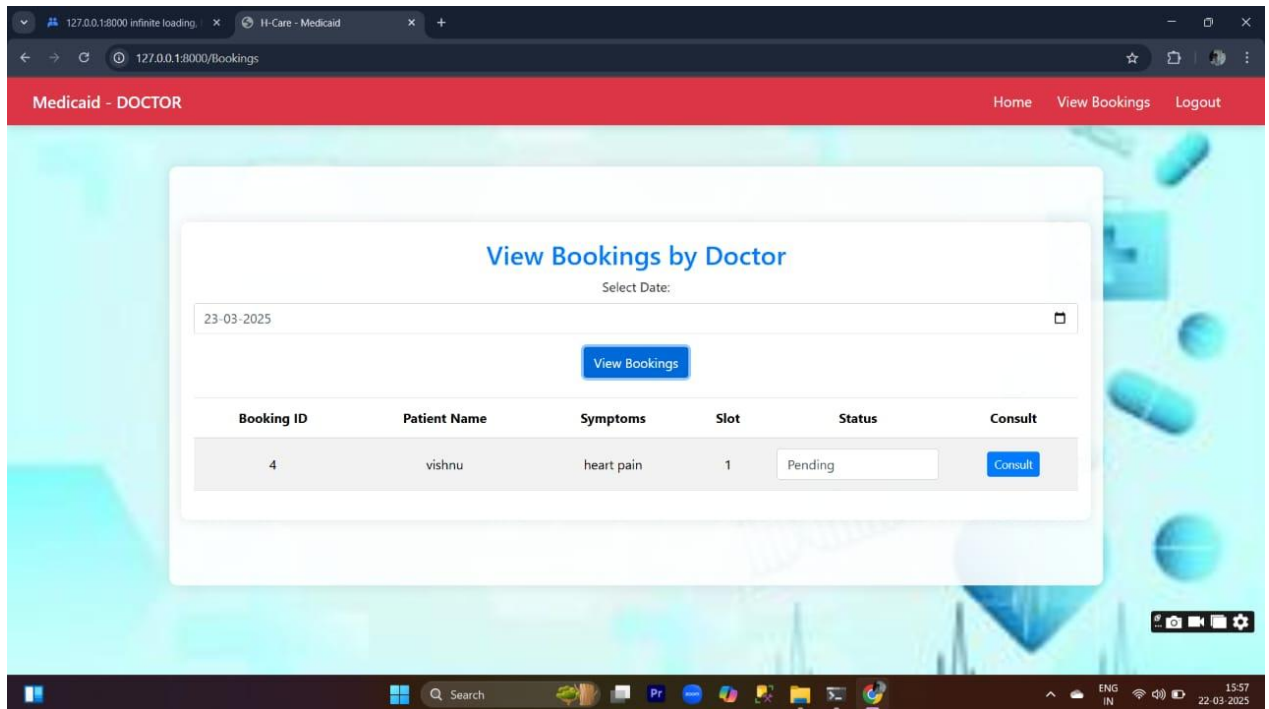 127.0.0.1:8000 infinite loading,
H-Care - Medicaid
127.0.0.1:8000/Bookings
Medicaid - DOCTOR
Home View Bookings Logout
View Bookings by Doctor
Select Date:
23-03-2025
View Bookings
Booking ID Patient Name Symptoms Slot Status Consult
4 vishnu heart pain 1 Pending Consult
Search
Pr
zoom
ENG
IN
15:57
22-03-2025